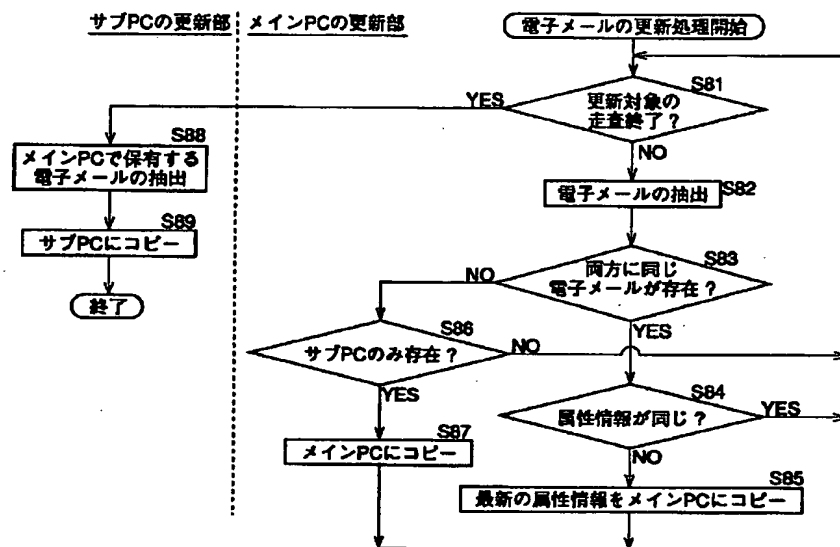 サブPCの更新部
メインPCの更新部
電子メールの更新処理開始
S81
更新対象の
走査終了？
YES
NO
S82
電子メールの抽出
S83
両方に同じ
電子メールが存在？
NO
YES
S86
サブPCのみ存在？
NO
YES
S84
属性情報が同じ？
YES
NO
S87
メインPCにコピー
S85
最新の属性情報をメインPCにコピー
S88
メインPCで保有する
電子メールの抽出
S89
サブPCにコピー
終了